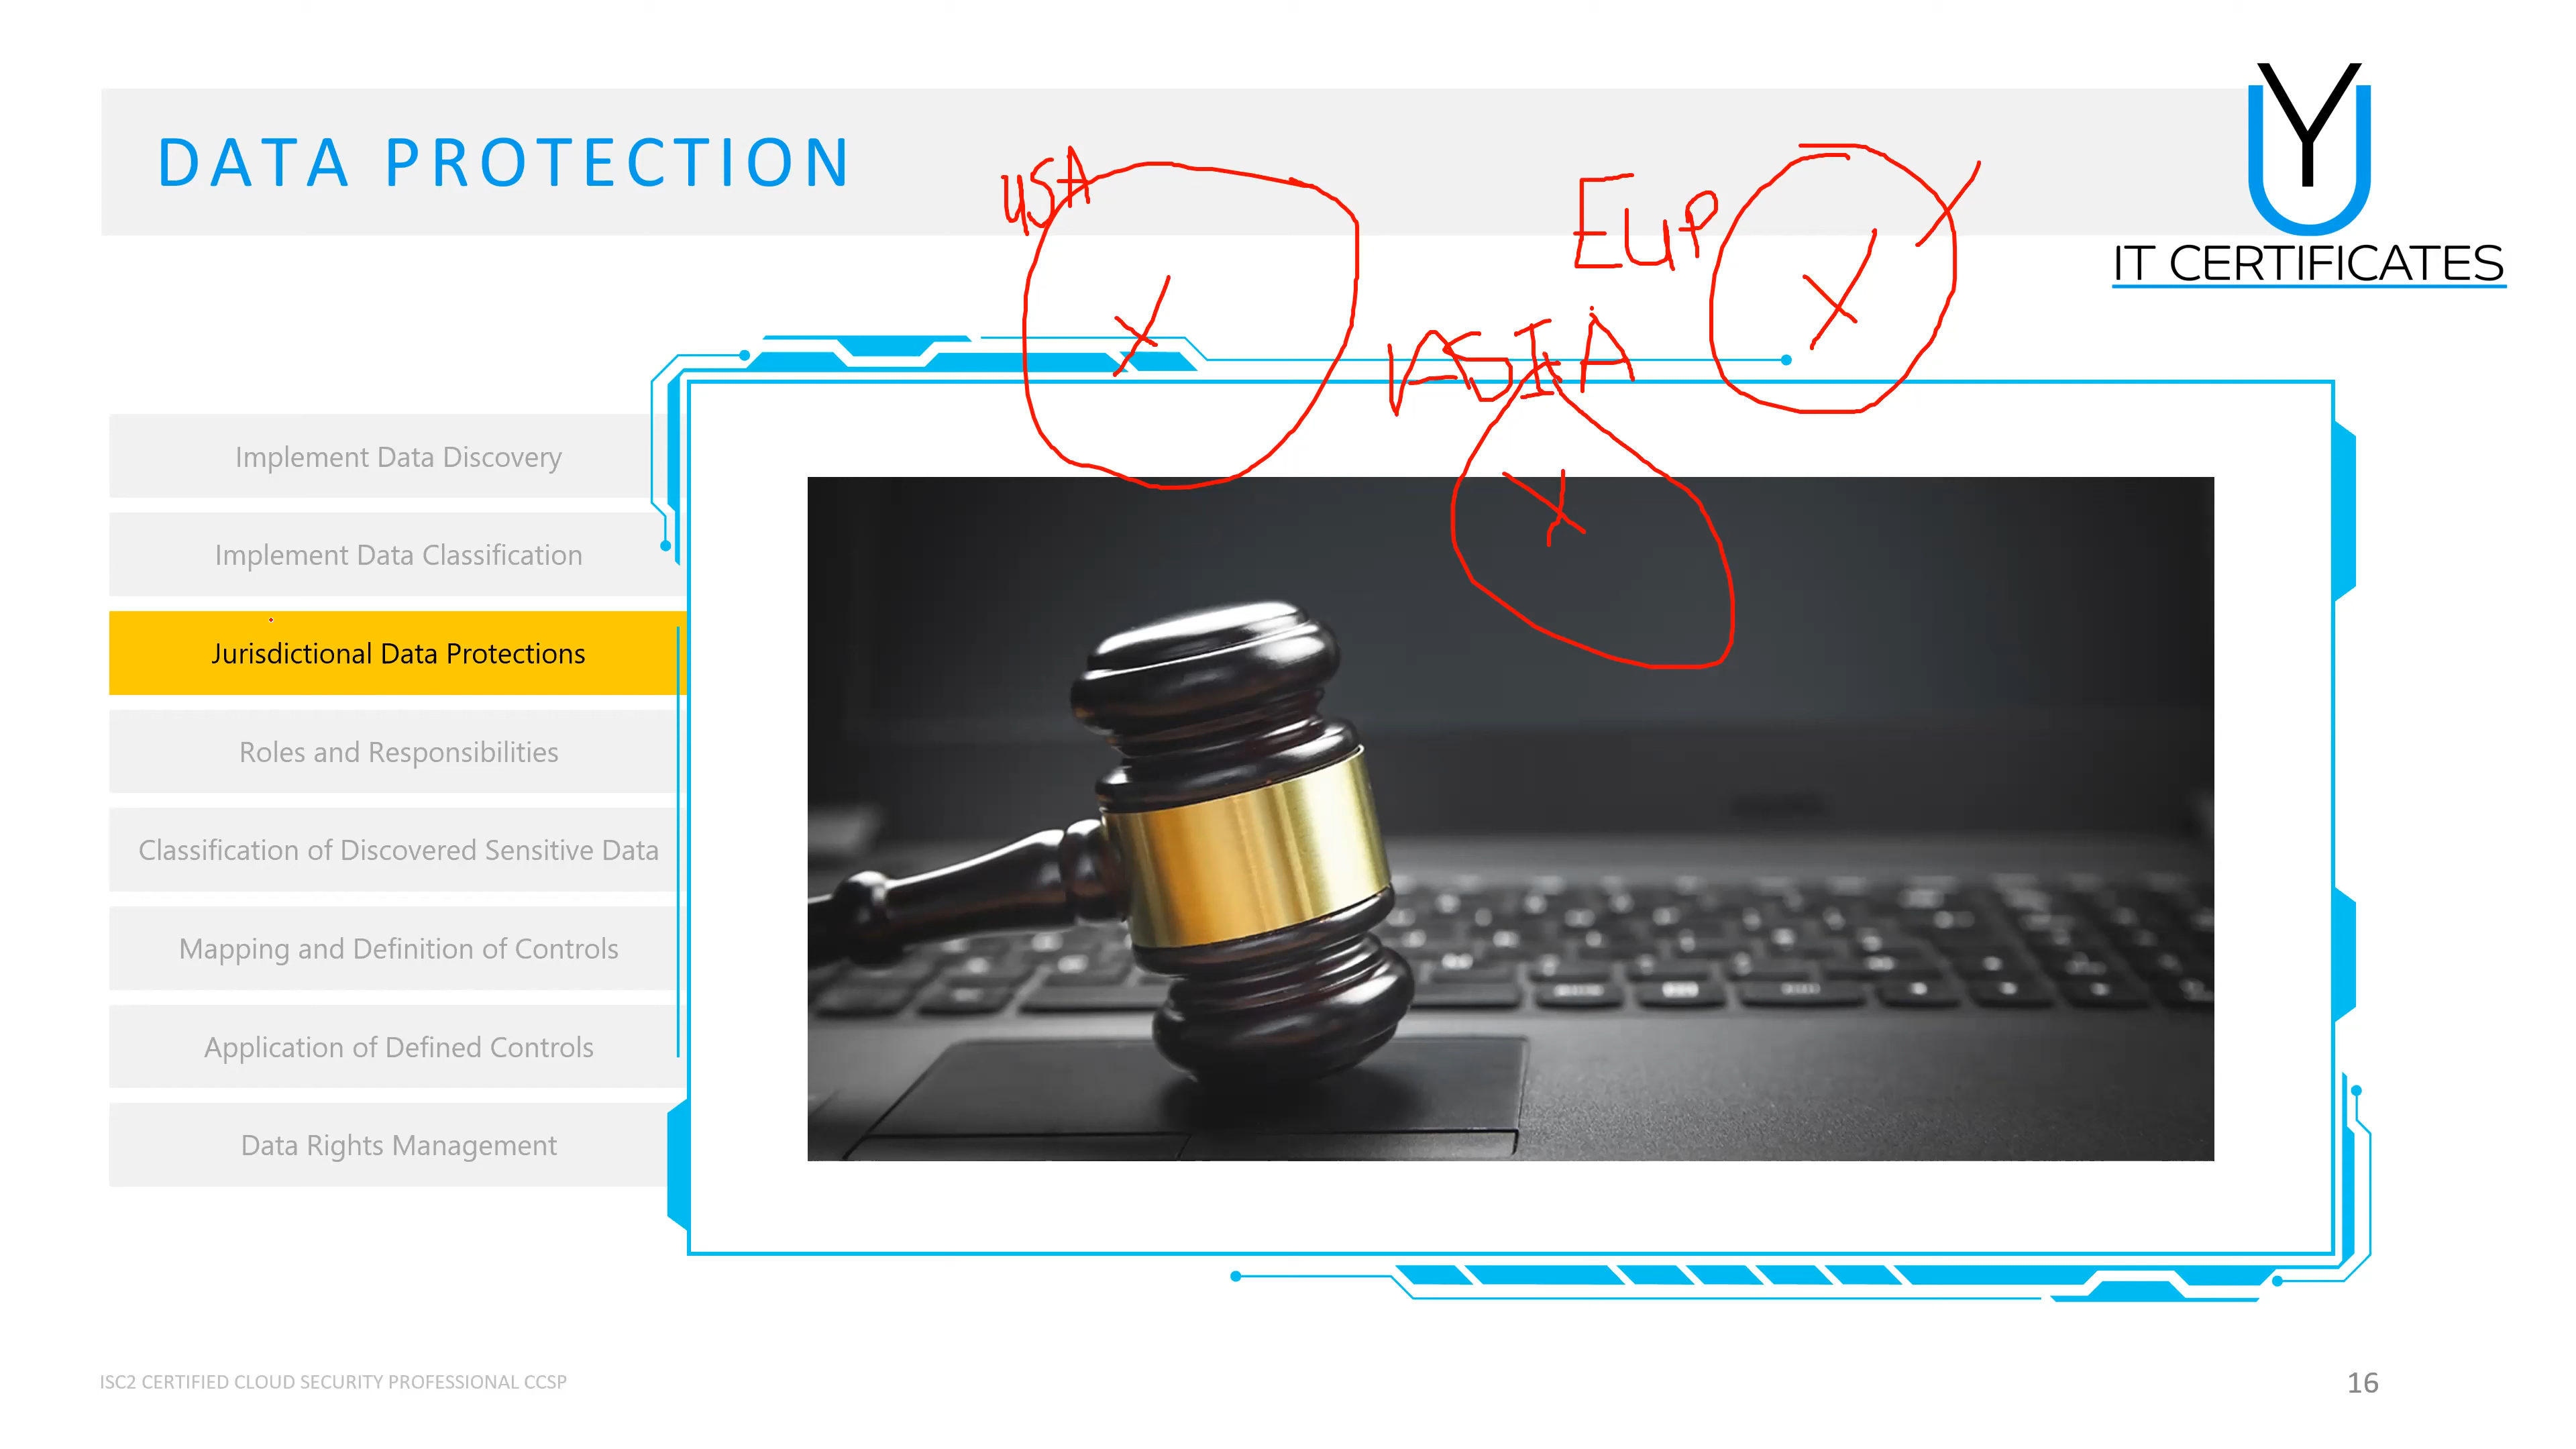 DATA PROTECTION
USA
EUP
ASIA
Y
IT CERTIFICATES
Implement Data Discovery
Implement Data Classification
Jurisdictional Data Protections
Roles and Responsibilities
Classification of Discovered Sensitive Data
Mapping and Definition of Controls
Application of Defined Controls
Data Rights Management
ISC2 CERTIFIED CLOUD SECURITY PROFESSIONAL CCSP
16